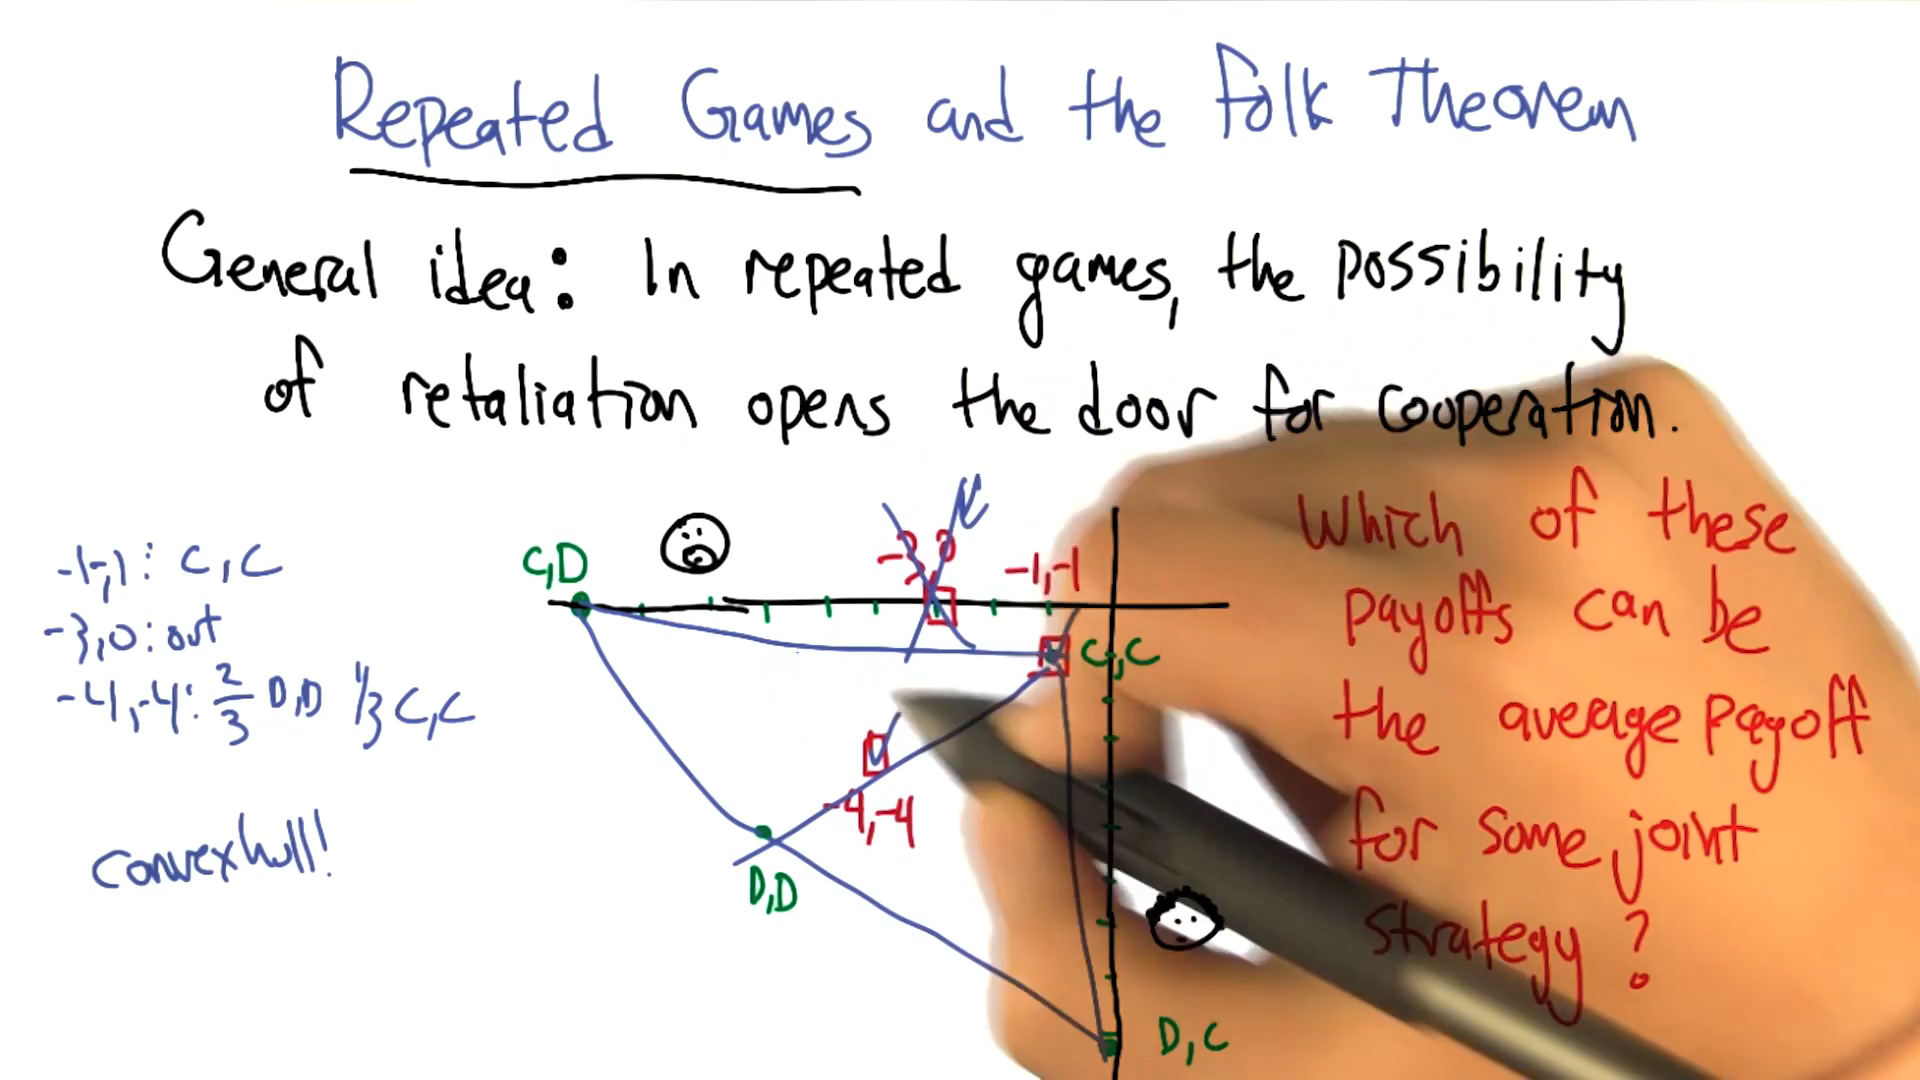 Repeated Games and the Folk Theorem
General idea: In repeated games, the possibility
of retaliation opens the door for cooperation.
-1,-1: C,C
-3,0: out
-4,-4: 2/3 D,D 1/3 C,C
convex hull!
C,D
-3,0
-1,-1
C,C
-4,-4
D,D
D,C
Which of these
payoffs can be
the average payoff
for some joint
strategy?